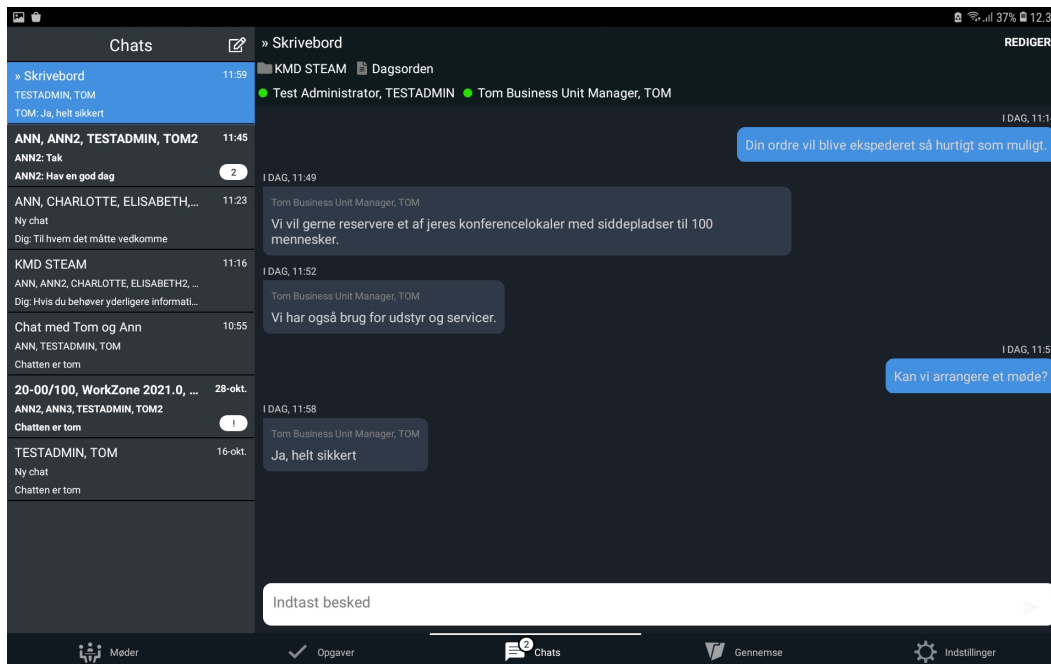 37% 12.3
Chats
» Skrivebord 11:59
TESTADMIN, TOM
TOM: Ja, helt sikkert
ANN, ANN2, TESTADMIN, TOM2 11:45
ANN2: Tak
ANN2: Hav en god dag 2
ANN, CHARLOTTE, ELISABETH,... 11:23
Ny chat
Dig: Til hvem det måtte vedkomme
KMD STEAM 11:16
ANN, ANN2, CHARLOTTE, ELISABETH2, ...
Dig: Hvis du behøver yderligere informati...
Chat med Tom og Ann 10:55
ANN, TESTADMIN, TOM
Chatten er tom
20-00/100, WorkZone 2021.0, ... 28-okt.
ANN2, ANN3, TESTADMIN, TOM2
Chatten er tom !
TESTADMIN, TOM 16-okt.
Ny chat
Chatten er tom
» Skrivebord REDIGER
KMD STEAM Dagsorden
Test Administrator, TESTADMIN Tom Business Unit Manager, TOM
I DAG, 11:1
Din ordre vil blive ekspederet så hurtigt som muligt.
I DAG, 11:49
Tom Business Unit Manager, TOM
Vi vil gerne reservere et af jeres konferencelokaler med siddepladser til 100
mennesker.
I DAG, 11:52
Tom Business Unit Manager, TOM
Vi har også brug for udstyr og servicer.
I DAG, 11:5
Kan vi arrangere et møde?
I DAG, 11:58
Tom Business Unit Manager, TOM
Ja, helt sikkert
Indtast besked
Møder Opgaver 2 Chats Gennemse Indstillinger